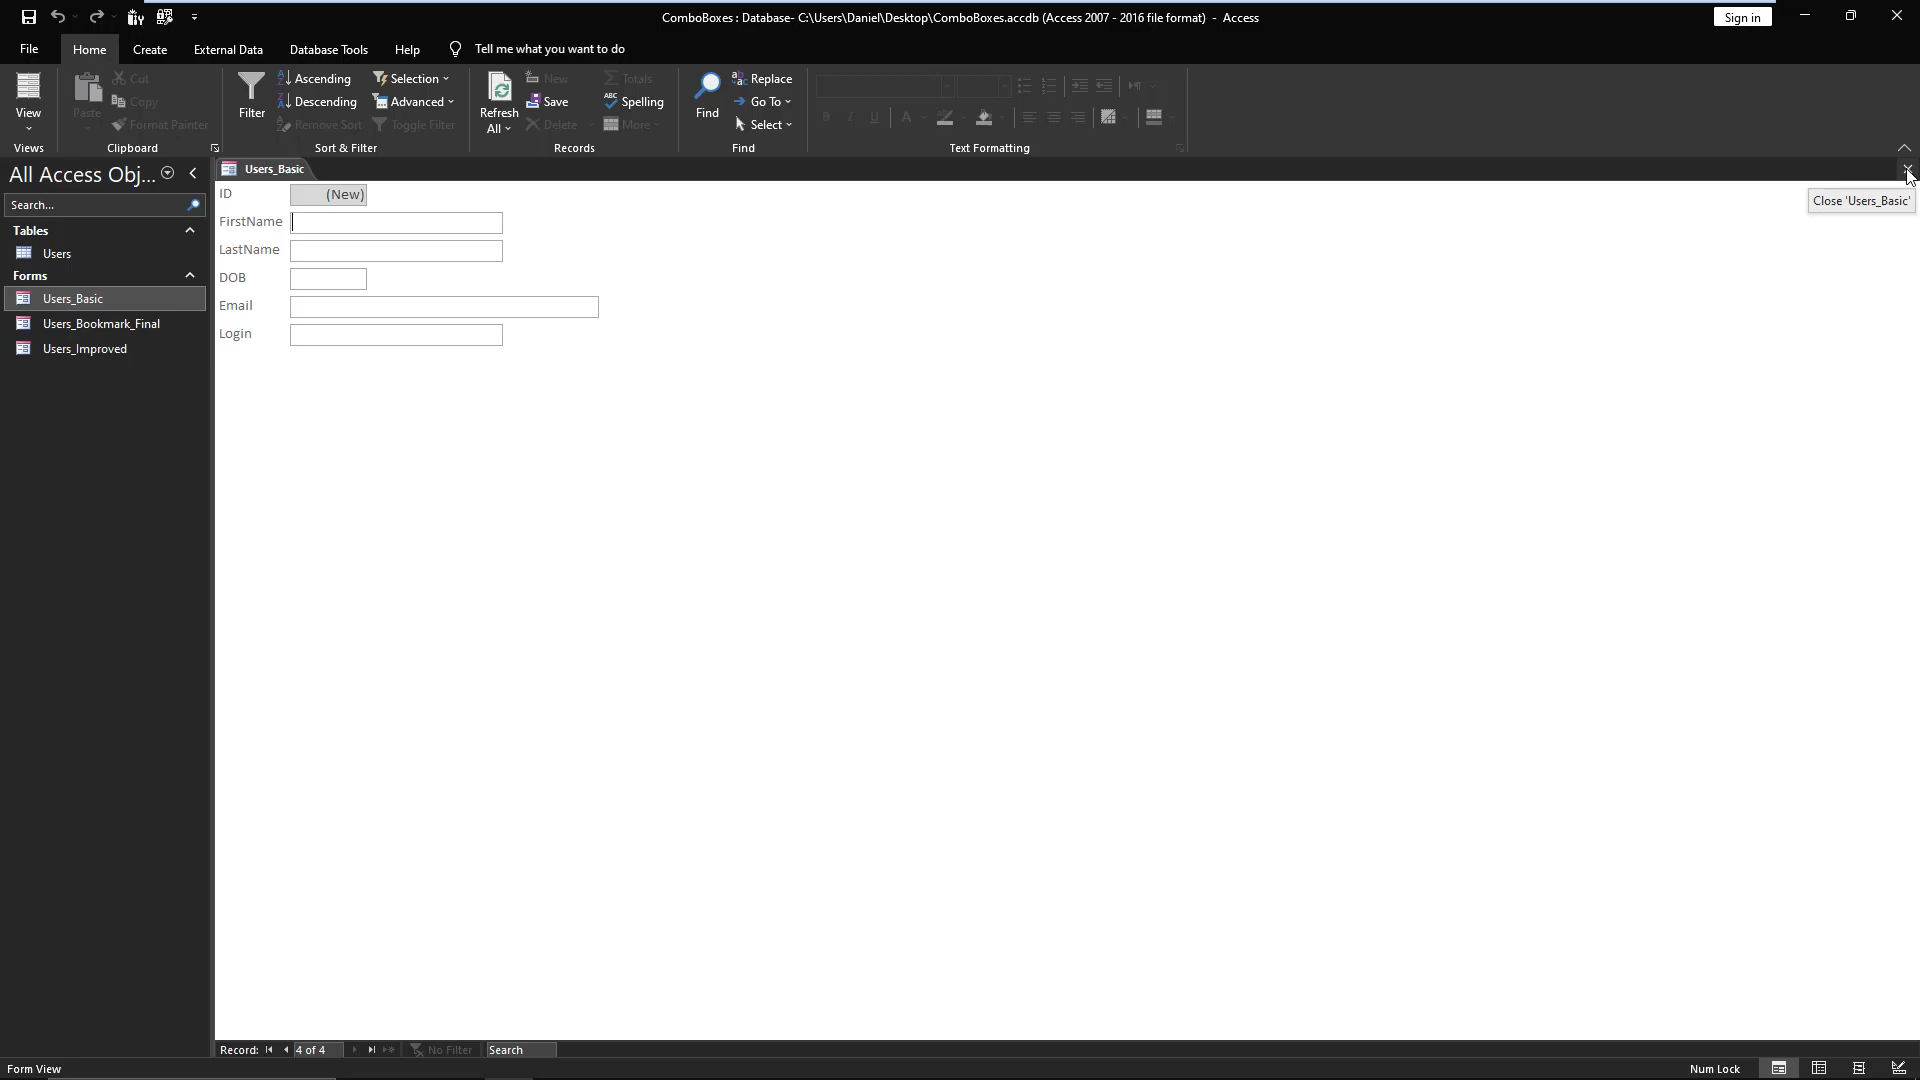 ComboBoxes : Database- C:\Users\Daniel\Desktop\ComboBoxes.accdb (Access 2007 - 2016 file format) - Access
Sign in
File Home Create External Data Database Tools Help Tell me what you want to do
View
Views
Paste
Cut
Copy
Format Painter
Clipboard
Filter
Ascending
Descending
Remove Sort
Selection
Advanced
Toggle Filter
Sort & Filter
Refresh
All
New
Save
Delete
Totals
Spelling
More
Records
Find
Replace
Go To
Select
Find
B I U A
Text Formatting
All Access Obj...
Search...
Tables
Users
Forms
Users_Basic
Users_Bookmark_Final
Users_Improved
Users_Basic
Close 'Users_Basic'
ID (New)
FirstName
LastName
DOB
Email
Login
Record: 4 of 4 No Filter Search
Form View
Num Lock